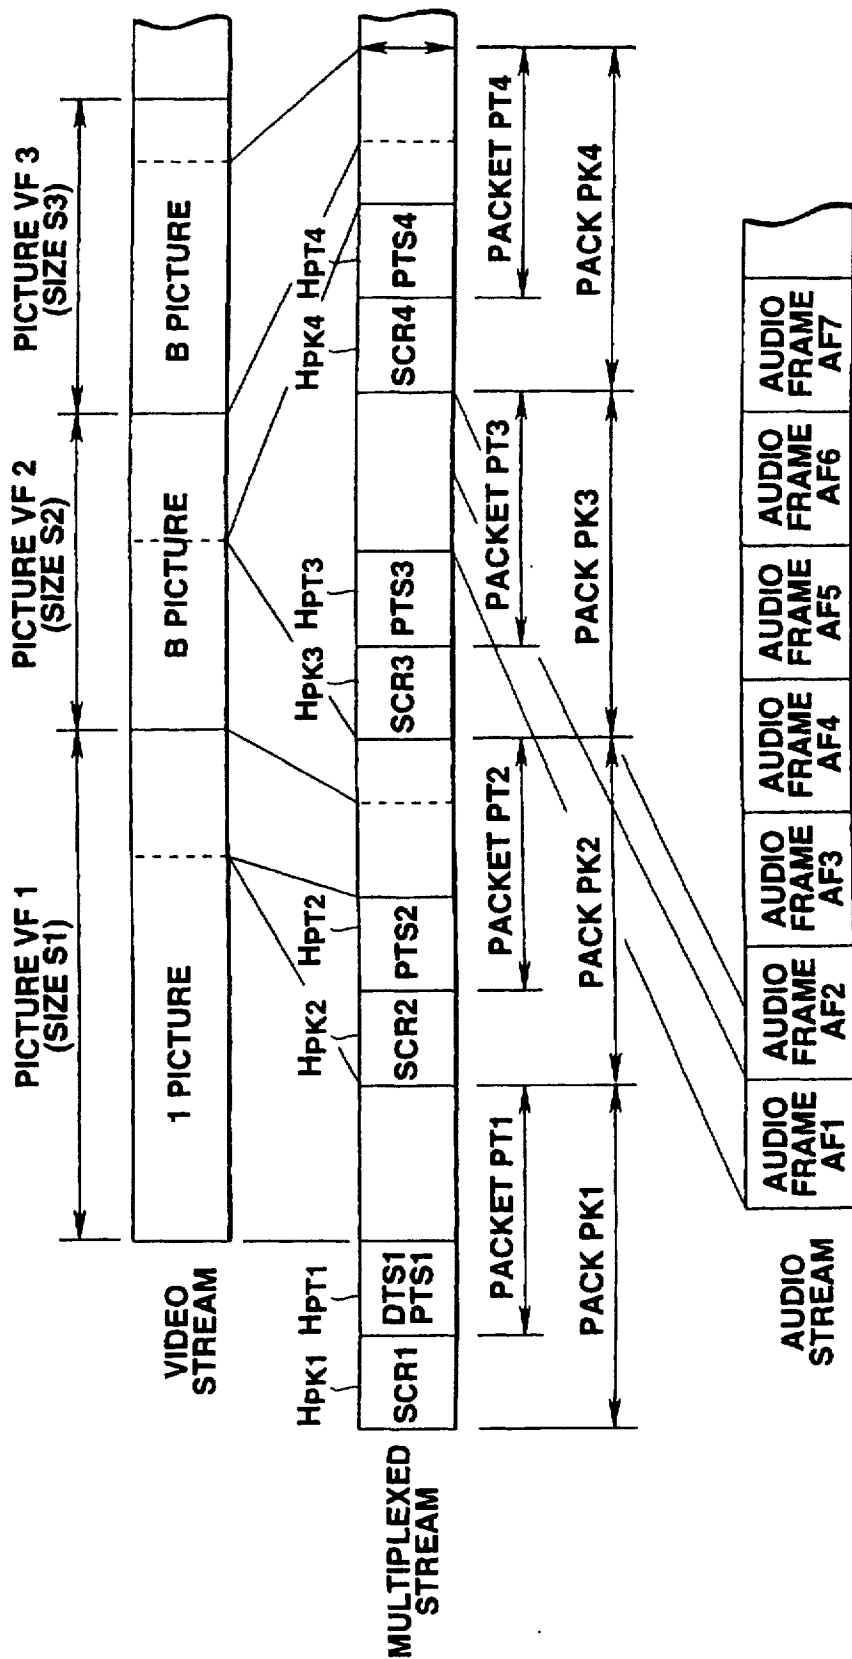 PICTURE VF 1
(SIZE S1)
PICTURE VF 2
(SIZE S2)
PICTURE VF 3
(SIZE S3)
VIDEO
STREAM
1 PICTURE
B PICTURE
B PICTURE
HPK1
HPT1
HPK2
HPT2
HPK3
HPT3
HPK4
HPT4
MULTIPLEXED
STREAM
SCR1
DTS1
PTS1
SCR2
PTS2
SCR3
PTS3
SCR4
PTS4
PACKET PT1
PACKET PT2
PACKET PT3
PACKET PT4
PACK PK1
PACK PK2
PACK PK3
PACK PK4
AUDIO
STREAM
AUDIO
FRAME
AF1
AUDIO
FRAME
AF2
AUDIO
FRAME
AF3
AUDIO
FRAME
AF4
AUDIO
FRAME
AF5
AUDIO
FRAME
AF6
AUDIO
FRAME
AF7